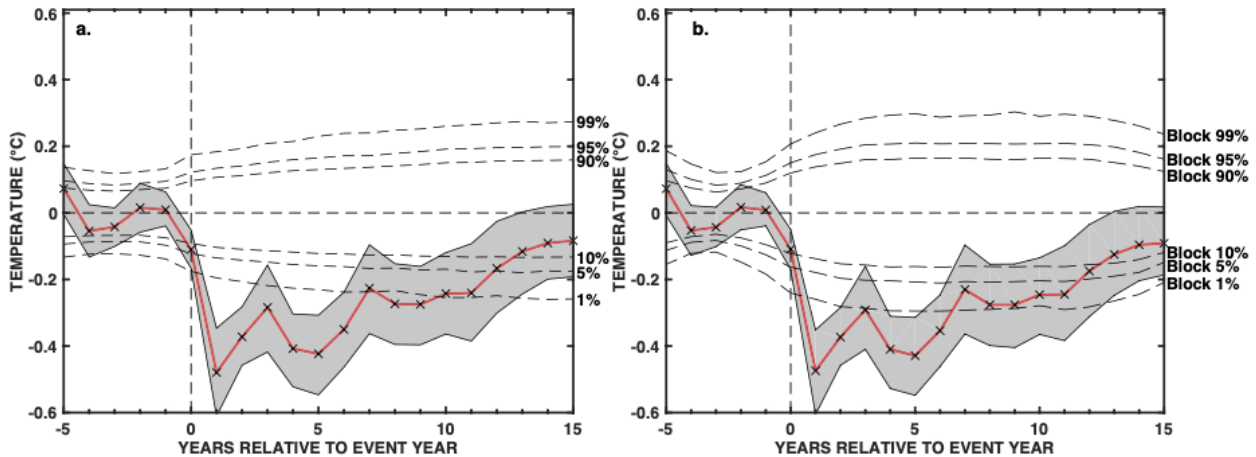 a.
TEMPERATURE (°C)
0.6
0.4
0.2
0
-0.2
-0.4
-0.6
99%
95%
90%
10%
5%
1%
-5
0
5
10
15
YEARS RELATIVE TO EVENT YEAR
b.
TEMPERATURE (°C)
0.6
0.4
0.2
0
-0.2
-0.4
-0.6
Block 99%
Block 95%
Block 90%
Block 10%
Block 5%
Block 1%
-5
0
5
10
15
YEARS RELATIVE TO EVENT YEAR